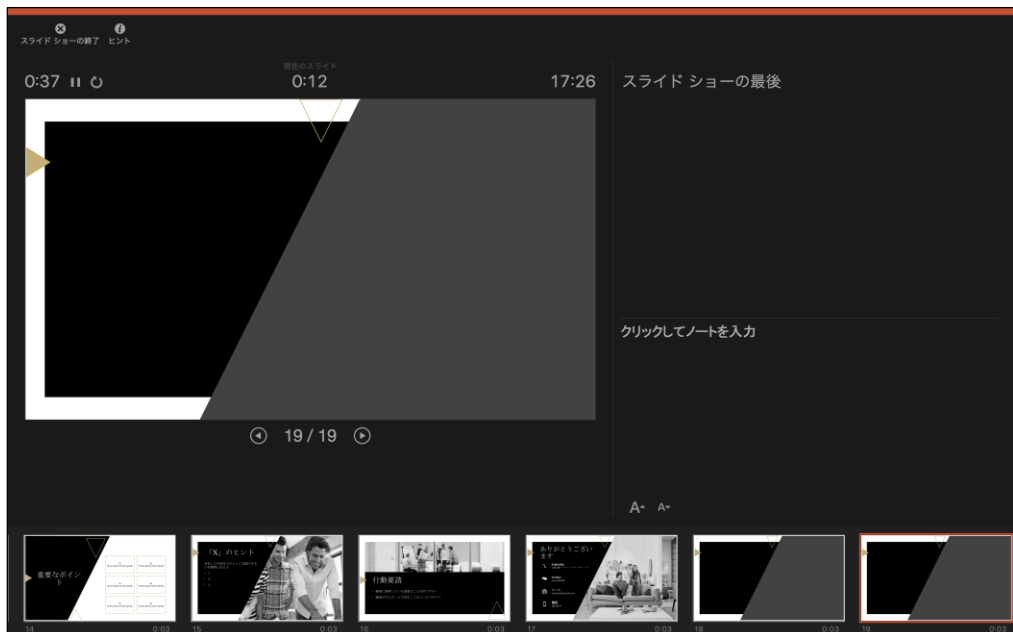 スライド ショーの終了 ヒント
現在のスライド
0:37 0:12 17:26
スライド ショーの最後
19 / 19
クリックしてノートを入力
A A
重要なポイン
ト
「X」のヒント
行動要請
ありがとうござい
ます
14 0:03 15 0:03 16 0:03 17 0:03 18 0:03 19 0:03